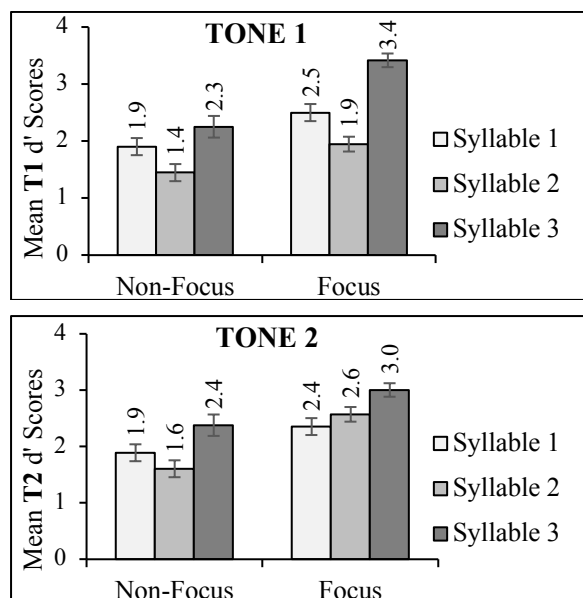 TONE 1
Mean T1 d' Scores
4
3
2
1
0
1.9
1.4
2.3
2.5
1.9
3.4
Non-Focus
Focus
Syllable 1
Syllable 2
Syllable 3
TONE 2
Mean T2 d' Scores
4
3
2
1
0
1.9
1.6
2.4
2.4
2.6
3.0
Non-Focus
Focus
Syllable 1
Syllable 2
Syllable 3